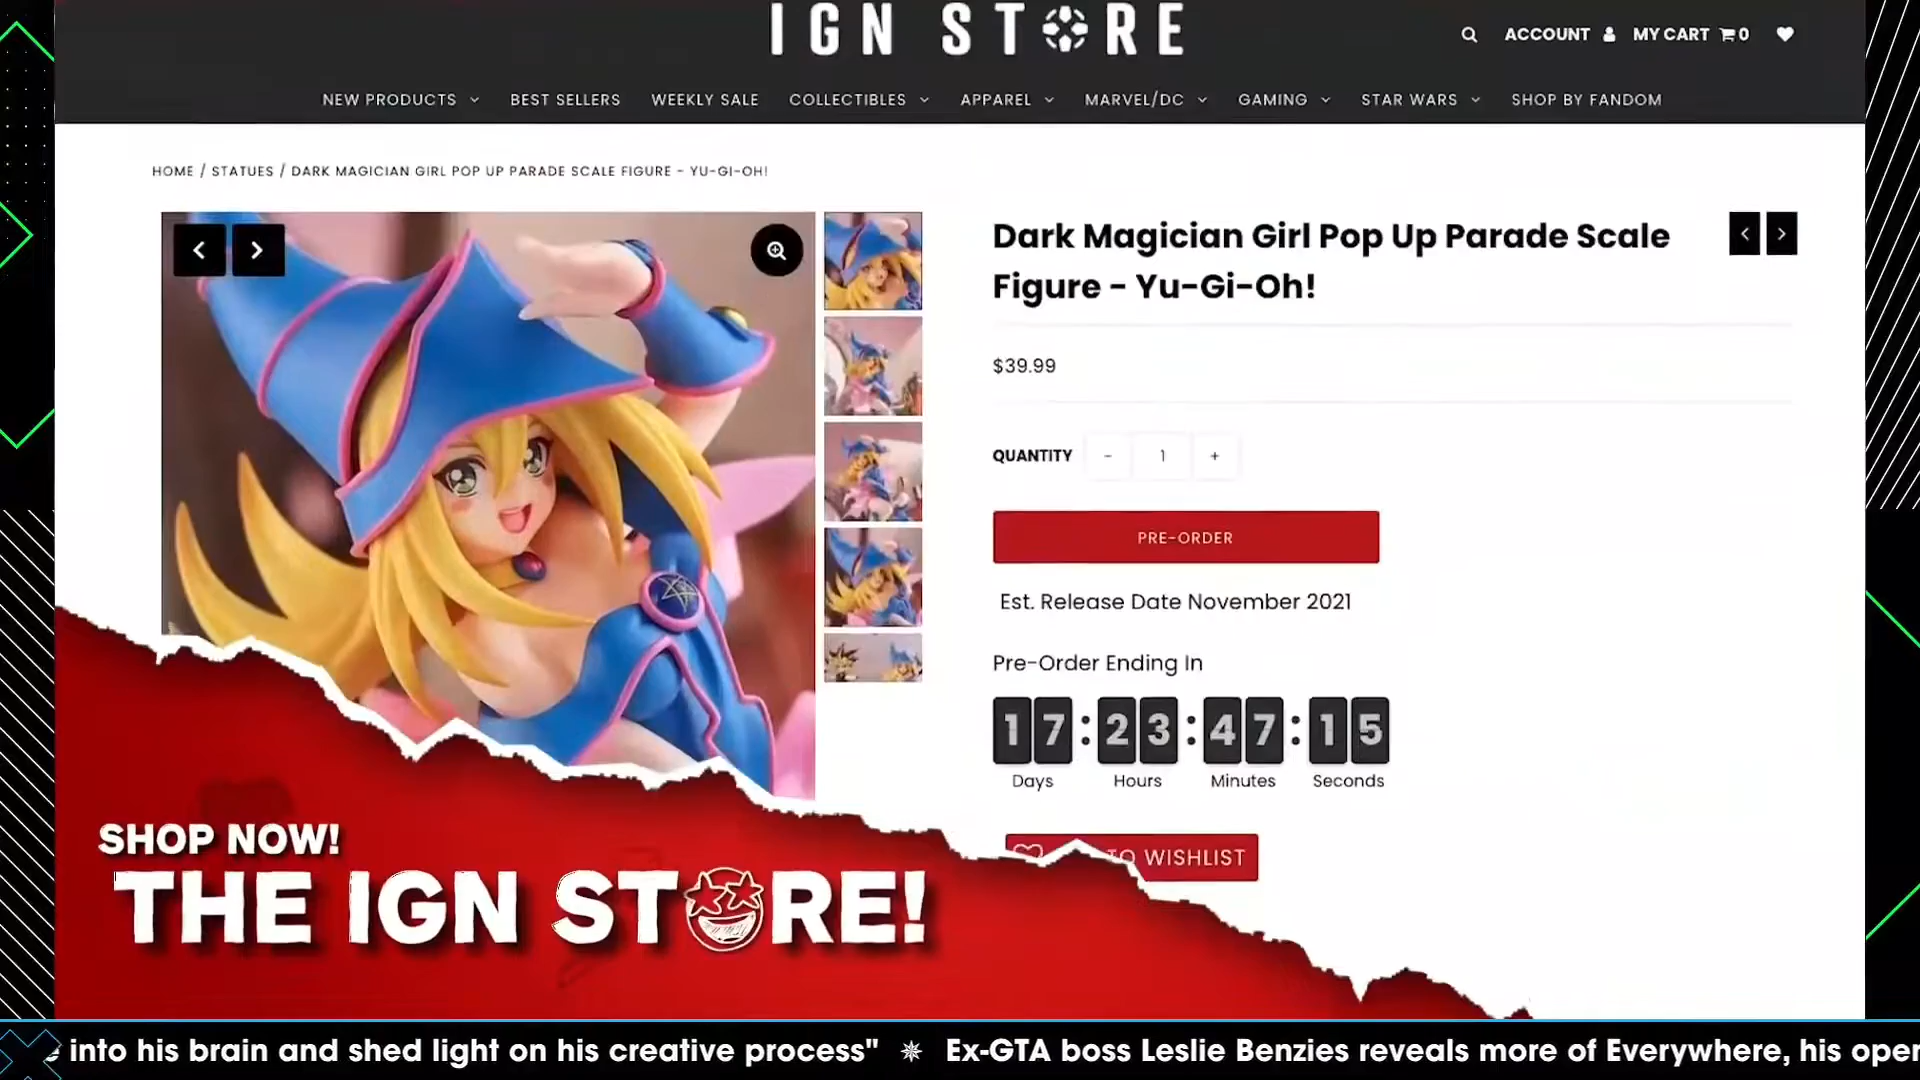 IGN STORE
ACCOUNT MY CART 0
NEW PRODUCTS BEST SELLERS WEEKLY SALE COLLECTIBLES APPAREL MARVEL/DC GAMING STAR WARS SHOP BY FANDOM
HOME / STATUES / DARK MAGICIAN GIRL POP UP PARADE SCALE FIGURE - YU-GI-OH!
Dark Magician Girl Pop Up Parade Scale
Figure - Yu-Gi-Oh!
$39.99
QUANTITY - 1 +
PRE-ORDER
Est. Release Date November 2021
Pre-Order Ending In
17:23:47:15
Days Hours Minutes Seconds
TO WISHLIST
SHOP NOW!
THE IGN STORE!
into his brain and shed light on his creative process" Ex-GTA boss Leslie Benzies reveals more of Everywhere, his oper